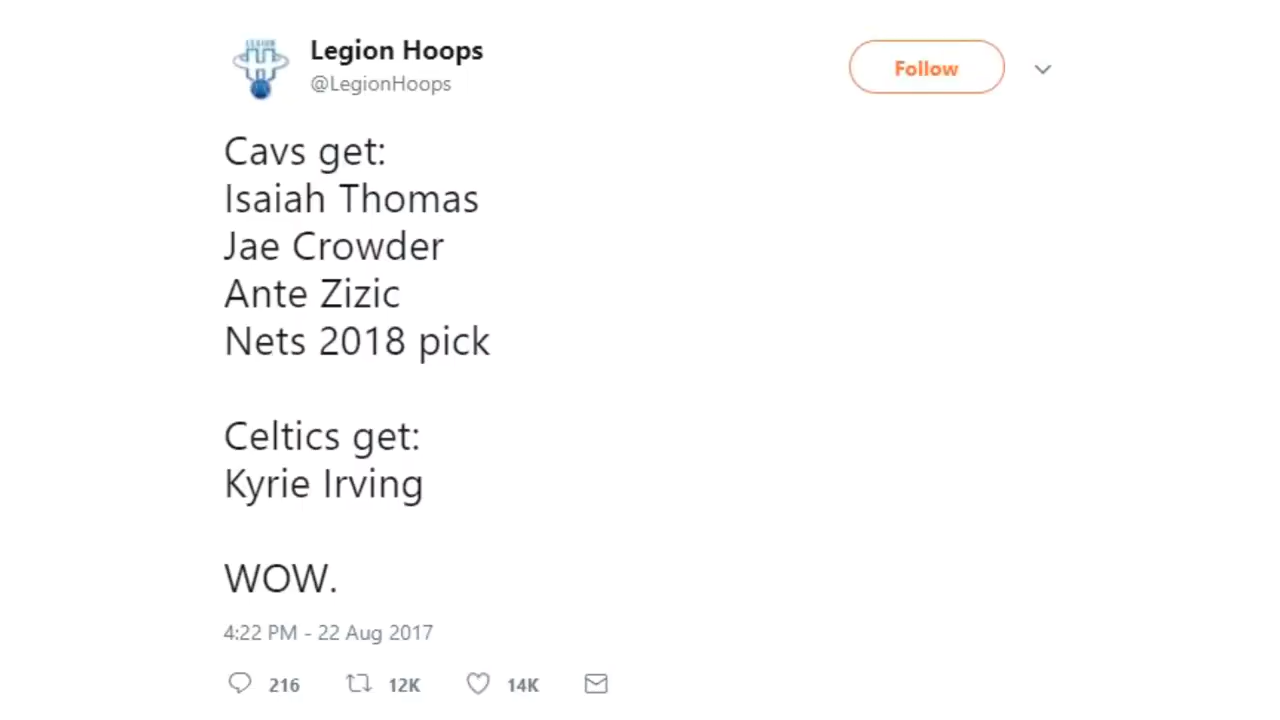 LEGION
Legion Hoops
@LegionHoops
Follow
Cavs get:
Isaiah Thomas
Jae Crowder
Ante Zizic
Nets 2018 pick
Celtics get:
Kyrie Irving
WOW.
4:22 PM - 22 Aug 2017
216 12K 14K